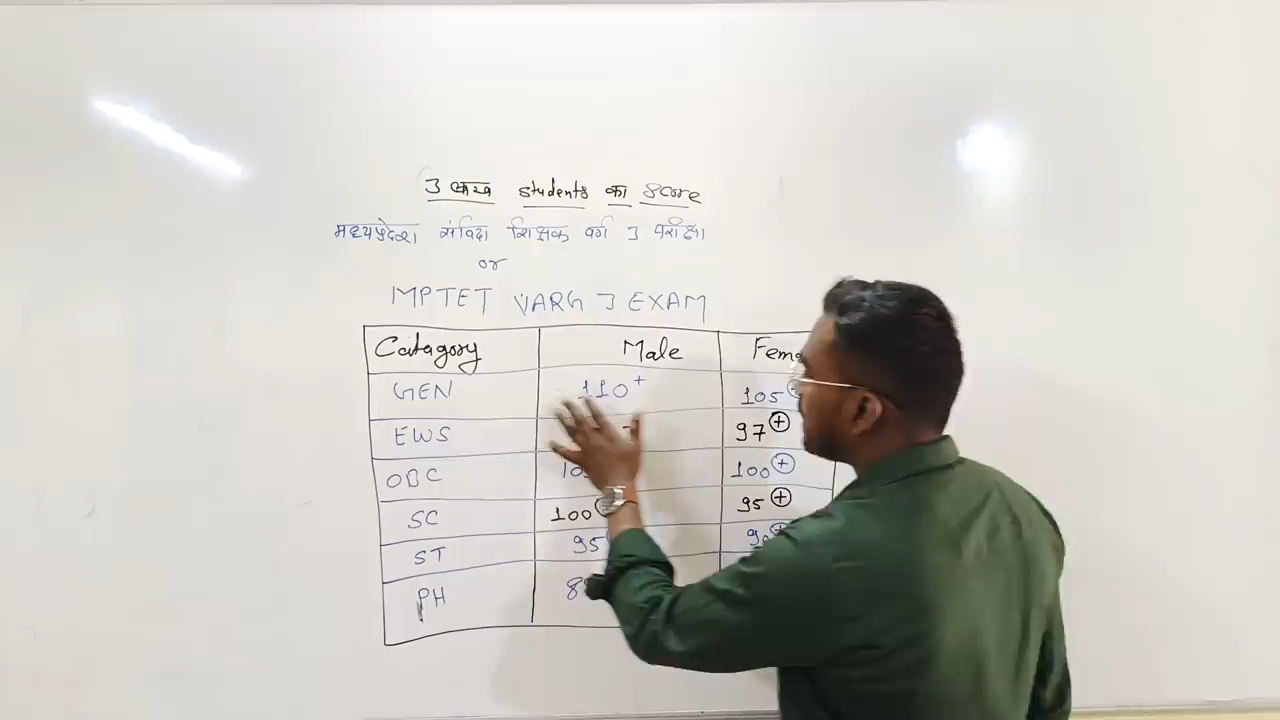 3 लाख students का Score
मध्यप्रदेश संविदा शिक्षक वर्ग 3 परीक्षा
or
MPTET VARG 3 EXAM
Catagory Male
GEN 110+ 105
EWS 97+
OBC 100+
SC 100 95+
ST 95
PH